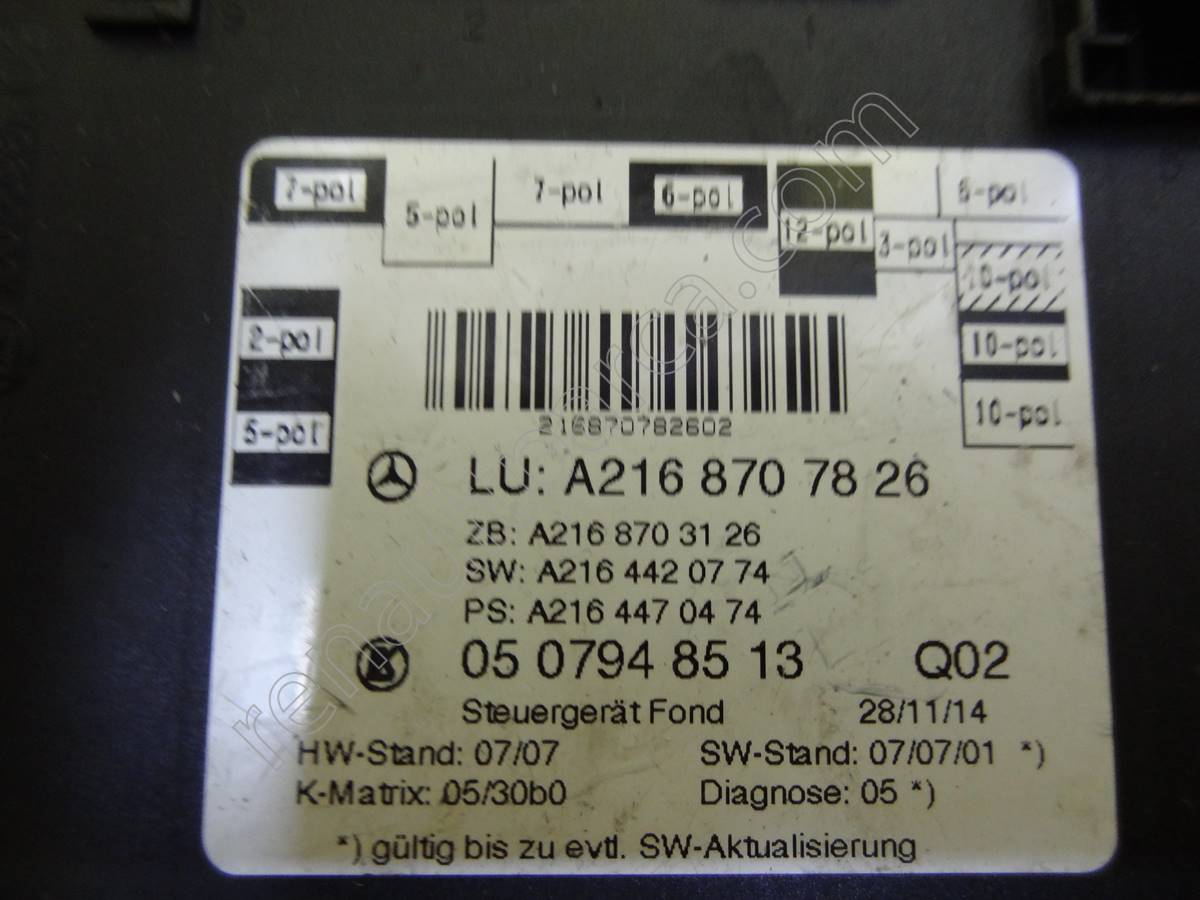 7-pol
5-pol
7-pol
6-pol
12-pol
3-pol
6-pol
10-pol
10-pol
10-pol
2-pol
5-pol
216870782602
LU: A216 870 78 26
ZB: A216 870 31 26
SW: A216 442 07 74
PS: A216 447 04 74
05 0794 85 13 Q02
Steuergerät Fond 28/11/14
HW-Stand: 07/07 SW-Stand: 07/07/01 *)
K-Matrix: 05/30b0 Diagnose: 05 *)
*) gültig bis zu evtl. SW-Aktualisierung